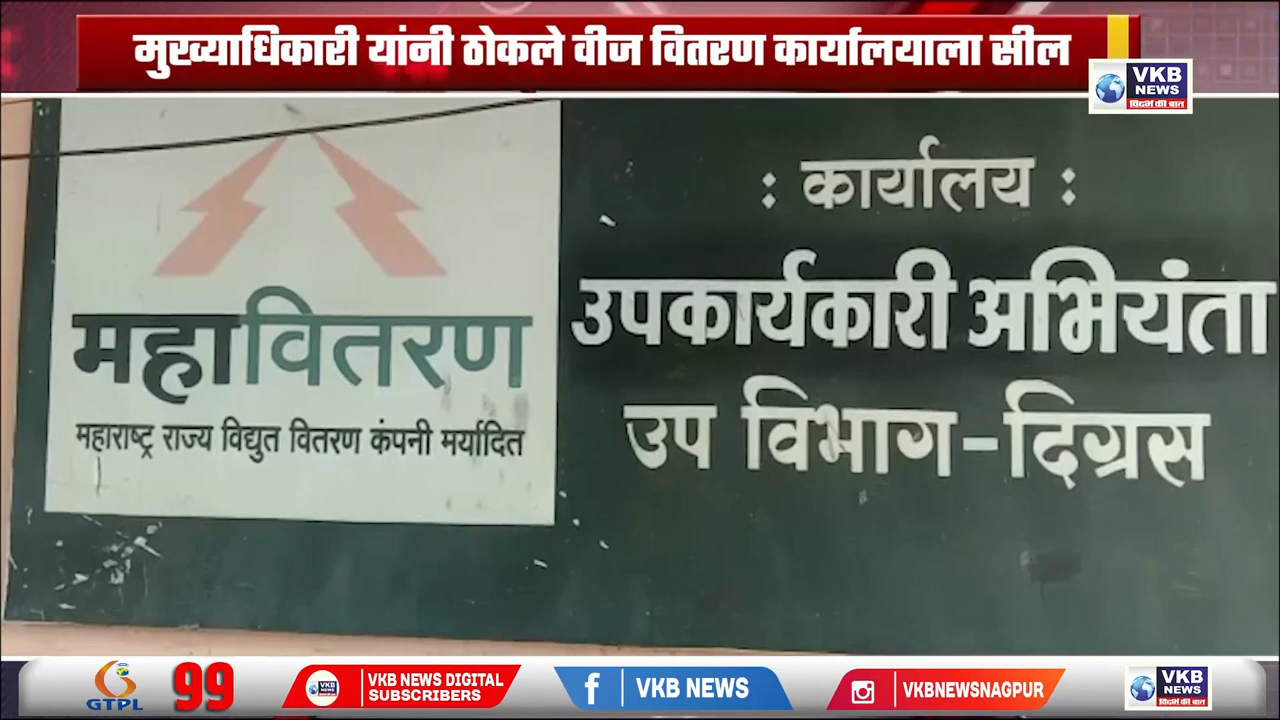 मुख्याधिकारी यांनी ठोकले वीज वितरण कार्यालयाला सील
VKB
NEWS
विदर्भ की बात
महावितरण
महाराष्ट्र राज्य विद्युत वितरण कंपनी मर्यादित
: कार्यालय :
उपकार्यकारी अभियंता
उप विभाग-दिग्रस
GTPL
99
VKB
VKB NEWS DIGITAL
SUBSCRIBERS
VKB NEWS
VKBNEWSNAGPUR
VKB
NEWS
विदर्भ की बात